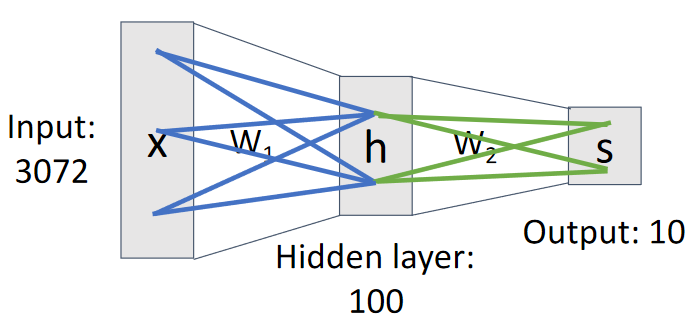 Input:
3072
x
W1
h
W2
s
Hidden layer:
100
Output: 10